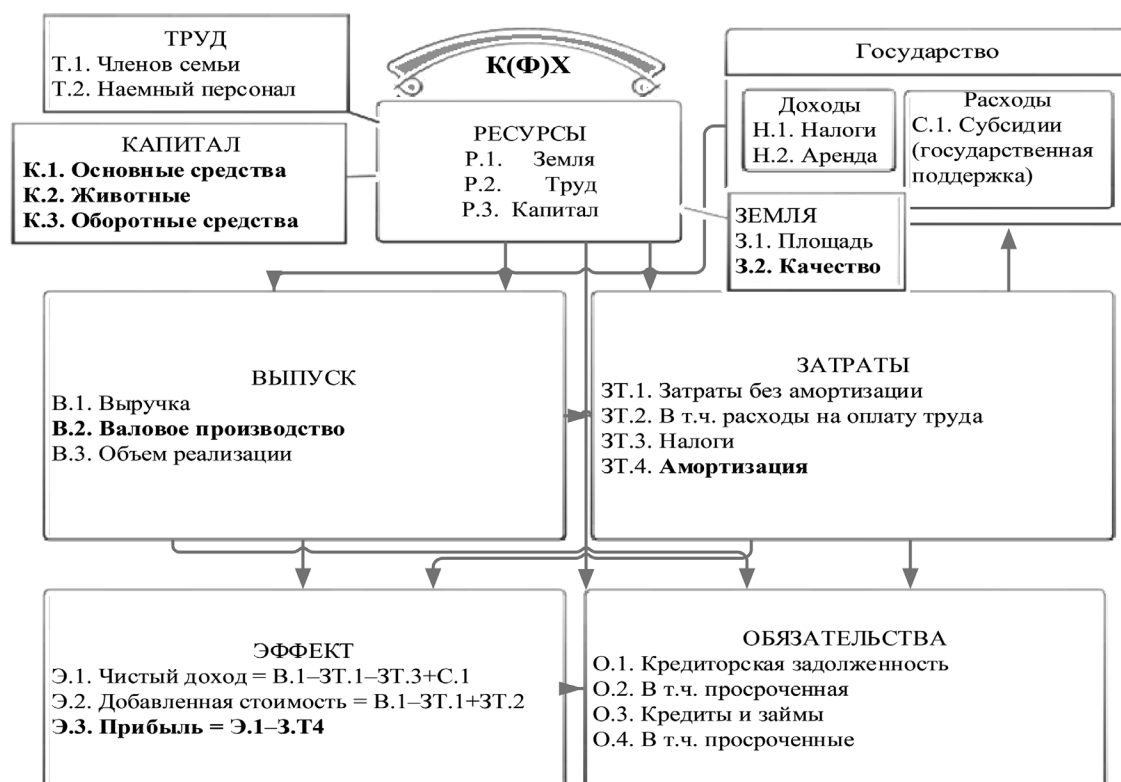 К(Ф)Х
ТРУД
Т.1. Членов семьи
Т.2. Наемный персонал
КАПИТАЛ
К.1. Основные средства
К.2. Животные
К.3. Оборотные средства
РЕСУРСЫ
Р.1. Земля
Р.2. Труд
Р.3. Капитал
Государство
Доходы
Н.1. Налоги
Н.2. Аренда
Расходы
С.1. Субсидии
(государственная
поддержка)
ЗЕМЛЯ
З.1. Площадь
З.2. Качество
ВЫПУСК
В.1. Выручка
В.2. Валовое производство
В.3. Объем реализации
ЗАТРАТЫ
ЗТ.1. Затраты без амортизации
ЗТ.2. В т.ч. расходы на оплату труда
ЗТ.3. Налоги
ЗТ.4. Амортизация
ЭФФЕКТ
Э.1. Чистый доход = В.1–ЗТ.1–ЗТ.3+С.1
Э.2. Добавленная стоимость = В.1–ЗТ.1+ЗТ.2
Э.3. Прибыль = Э.1–З.Т4
ОБЯЗАТЕЛЬСТВА
О.1. Кредиторская задолженность
О.2. В т.ч. просроченная
О.3. Кредиты и займы
О.4. В т.ч. просроченные